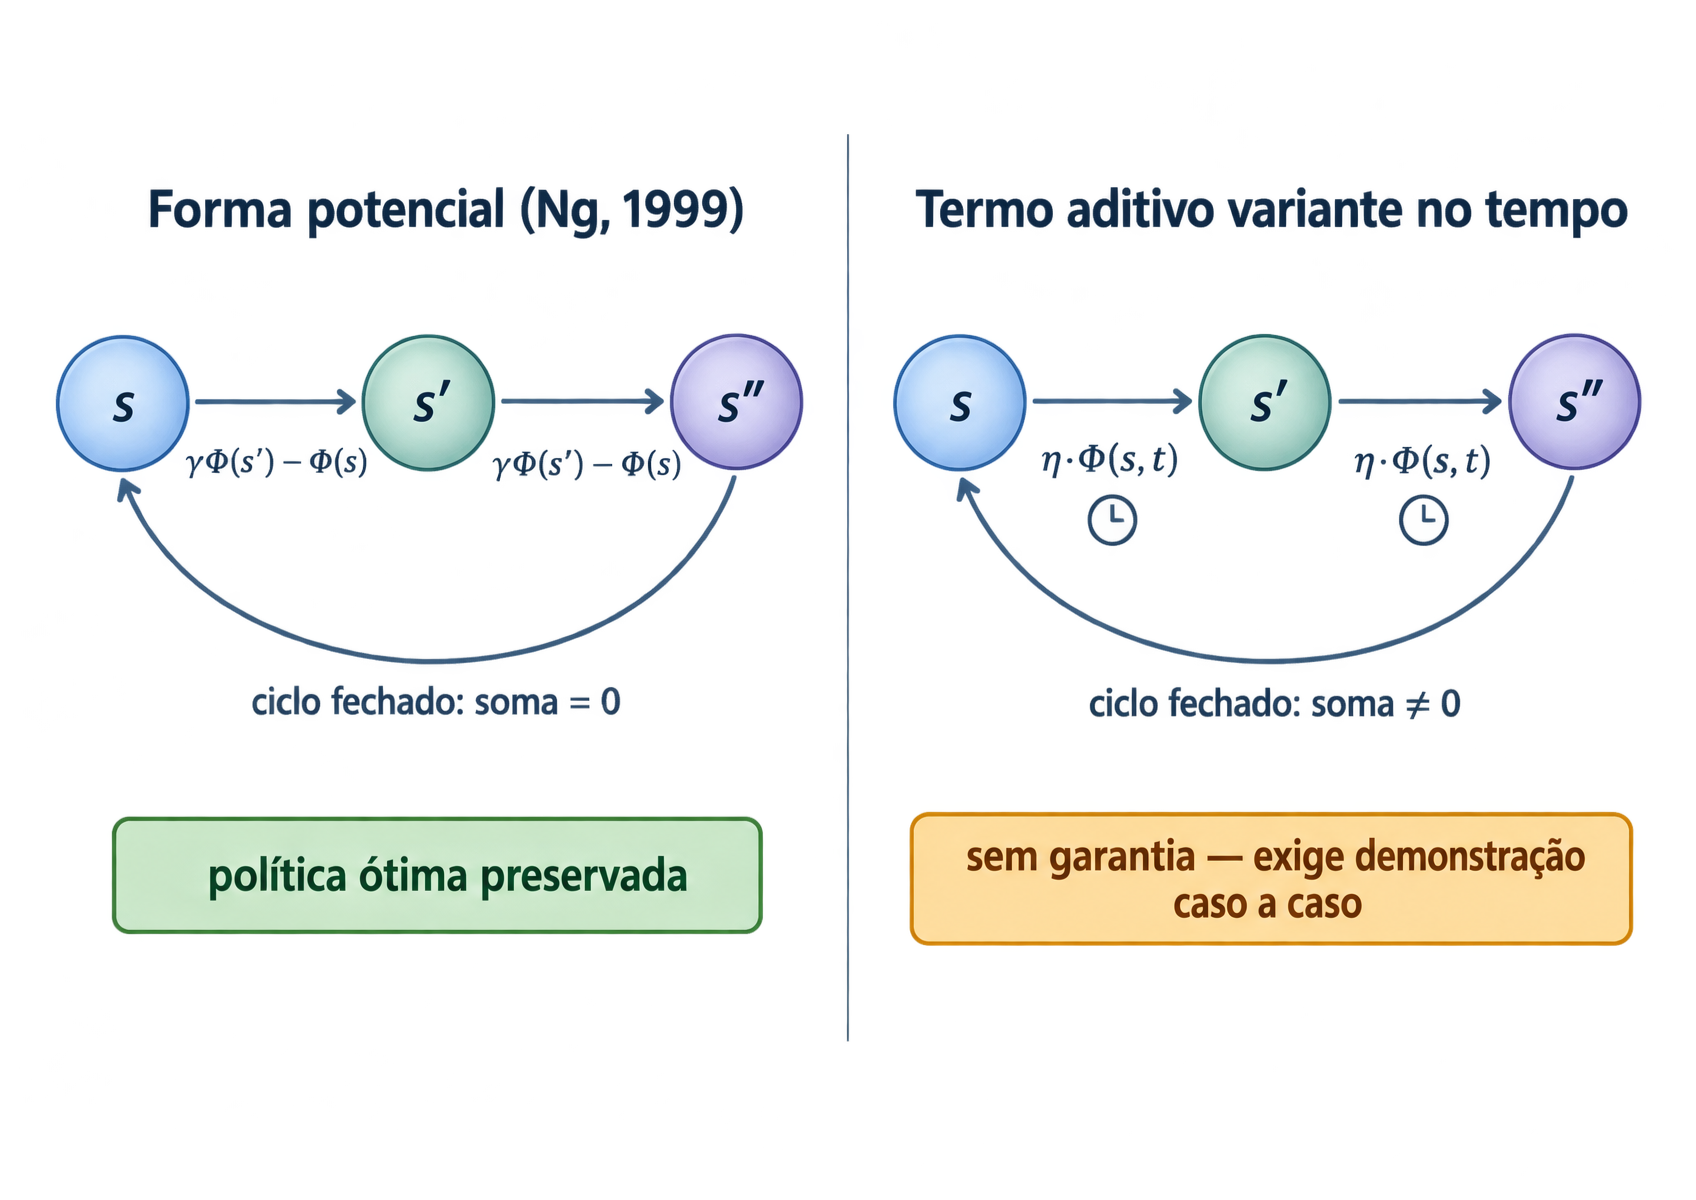 Forma potencial (Ng, 1999)
s
s′
s″
γΦ(s′) – Φ(s)
γΦ(s′) – Φ(s)
ciclo fechado: soma = 0
política ótima preservada
Termo aditivo variante no tempo
s
s′
s″
η·Φ(s, t)
η·Φ(s, t)
ciclo fechado: soma ≠ 0
sem garantia — exige demonstração
caso a caso